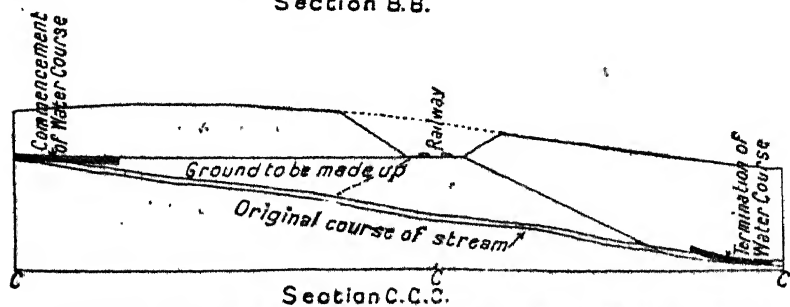 Section B.B.
Commencement
of Water Course
Railway
Ground to be made up
Original course of stream
Termination of
Water Course
C
C
C
Section C.C.C.